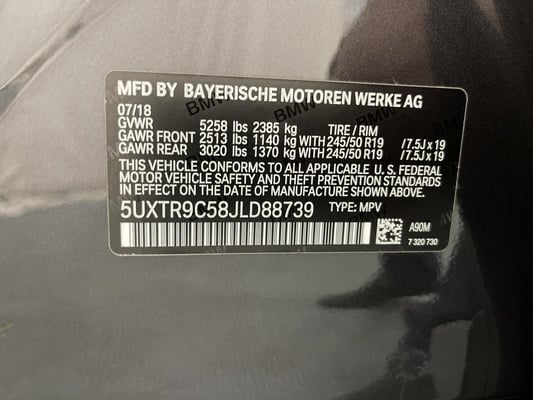 MFD BY BAYERISCHE MOTOREN WERKE AG
07/18
GVWR 5258 lbs 2385 kg TIRE / RIM
GAWR FRONT 2513 lbs 1140 kg WITH 245/50 R19 / 7.5J x 19
GAWR REAR 3020 lbs 1370 kg WITH 245/50 R19 / 7.5J x 19
THIS VEHICLE CONFORMS TO ALL APPLICABLE U. S. FEDERAL
MOTOR VEHICLE SAFETY AND THEFT PREVENTION STANDARDS
IN EFFECT ON THE DATE OF MANUFACTURE SHOWN ABOVE.
5UXTR9C58JLD88739 TYPE: MPV
A90M
7 320 730